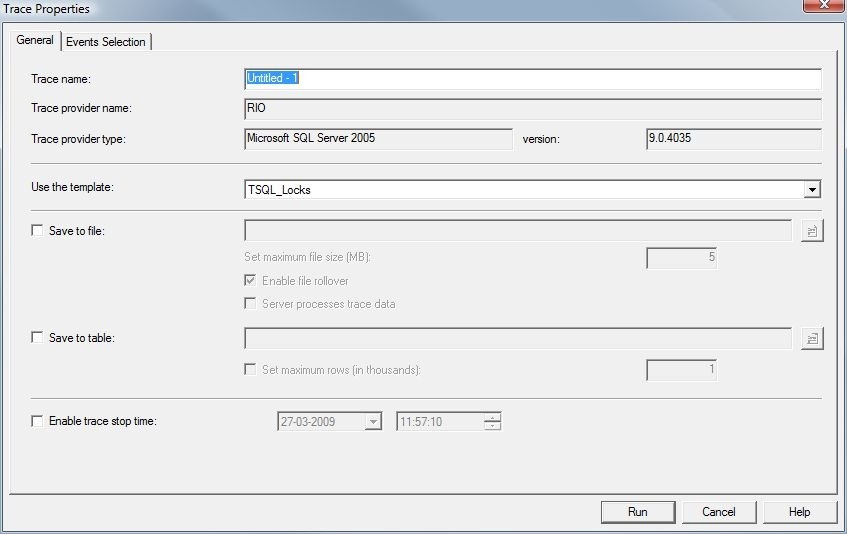 Trace Properties
General Events Selection
Trace name: Untitled - 1
Trace provider name: RIO
Trace provider type: Microsoft SQL Server 2005 version: 9.0.4035
Use the template: TSQL_Locks
Save to file:
Set maximum file size (MB): 5
Enable file rollover
Server processes trace data
Save to table:
Set maximum rows (in thousands): 1
Enable trace stop time: 27-03-2009 11:57:10
Run Cancel Help